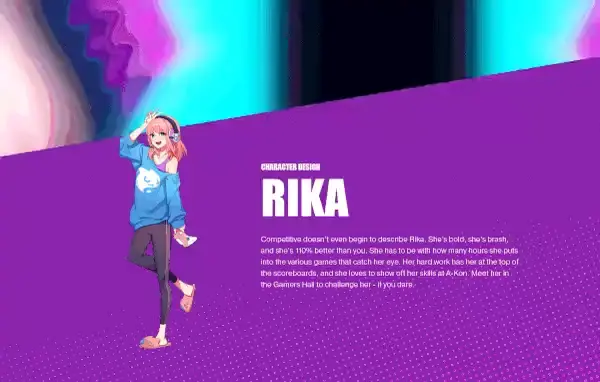 CHARACTER DESIGN
RIKA
Competitive doesn't even begin to describe Rika. She's bold, she's brash,
and she's 110% better than you. She has to be with how many hours she puts
into the various games that catch her eye. Her hard work has her at the top of
the scoreboards, and she loves to show off her skills at A-Kon. Meet her in
the Gamers Hall to challenge her - if you dare.